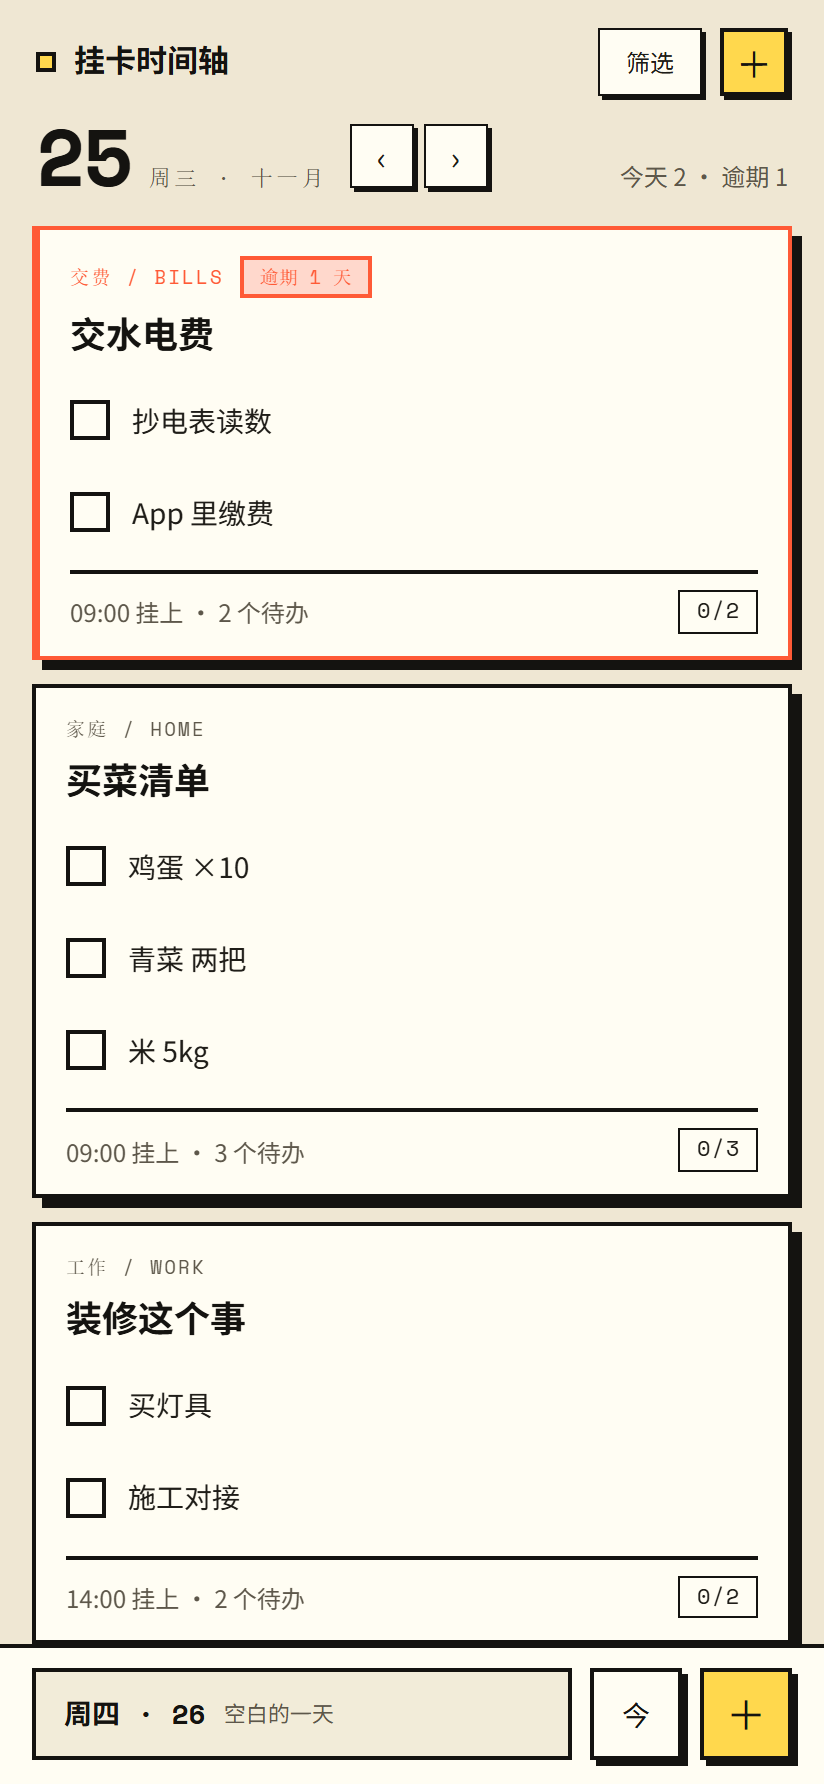 挂卡时间轴
筛选 +
25 周三 · 十一月 ‹ › 今天 2 · 逾期 1
交费 / BILLS 逾期 1 天
交水电费
抄电表读数
App 里缴费
09:00 挂上 · 2 个待办 0/2
家庭 / HOME
买菜清单
鸡蛋 ×10
青菜 两把
米 5kg
09:00 挂上 · 3 个待办 0/3
工作 / WORK
装修这个事
买灯具
施工对接
14:00 挂上 · 2 个待办 0/2
周四 · 26 空白的一天 今 +